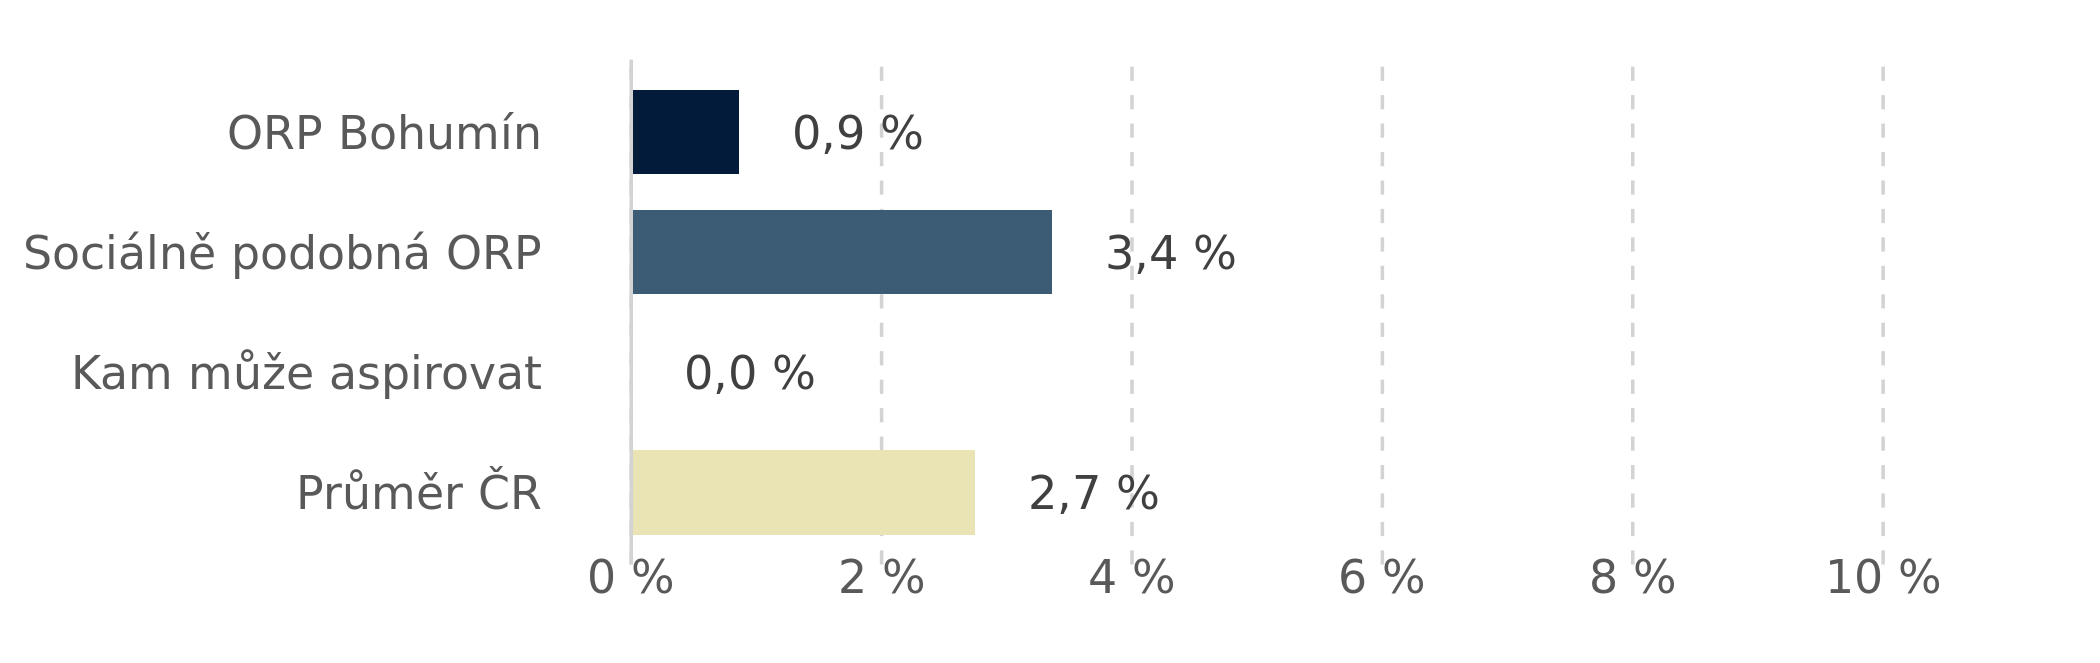 ORP Bohumín 0,9 %
Sociálně podobná ORP 3,4 %
Kam může aspirovat 0,0 %
Průměr ČR 2,7 %
0 % 2 % 4 % 6 % 8 % 10 %